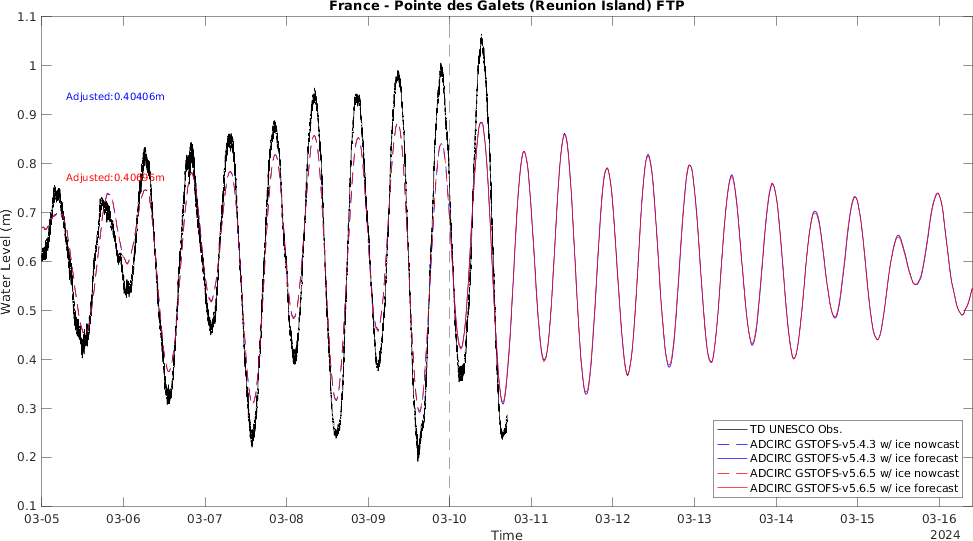 France - Pointe des Galets (Reunion Island) FTP
Water Level (m)
1.1
1
0.9
0.8
0.7
0.6
0.5
0.4
0.3
0.2
0.1
Adjusted:0.40406m
Adjusted:0.40696m
TD UNESCO Obs.
ADCIRC GSTOFS-v5.4.3 w/ ice nowcast
ADCIRC GSTOFS-v5.4.3 w/ ice forecast
ADCIRC GSTOFS-v5.6.5 w/ ice nowcast
ADCIRC GSTOFS-v5.6.5 w/ ice forecast
03-05 03-06 03-07 03-08 03-09 03-10 03-11 03-12 03-13 03-14 03-15 03-16
Time
2024